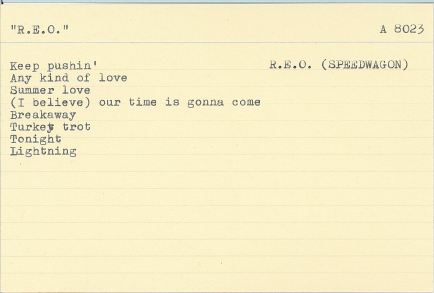 "R.E.O." A 8023
Keep pushin' R.E.O. (SPEEDWAGON)
Any kind of love
Summer love
(I believe) our time is gonna come
Breakaway
Turkey trot
Tonight
Lightning